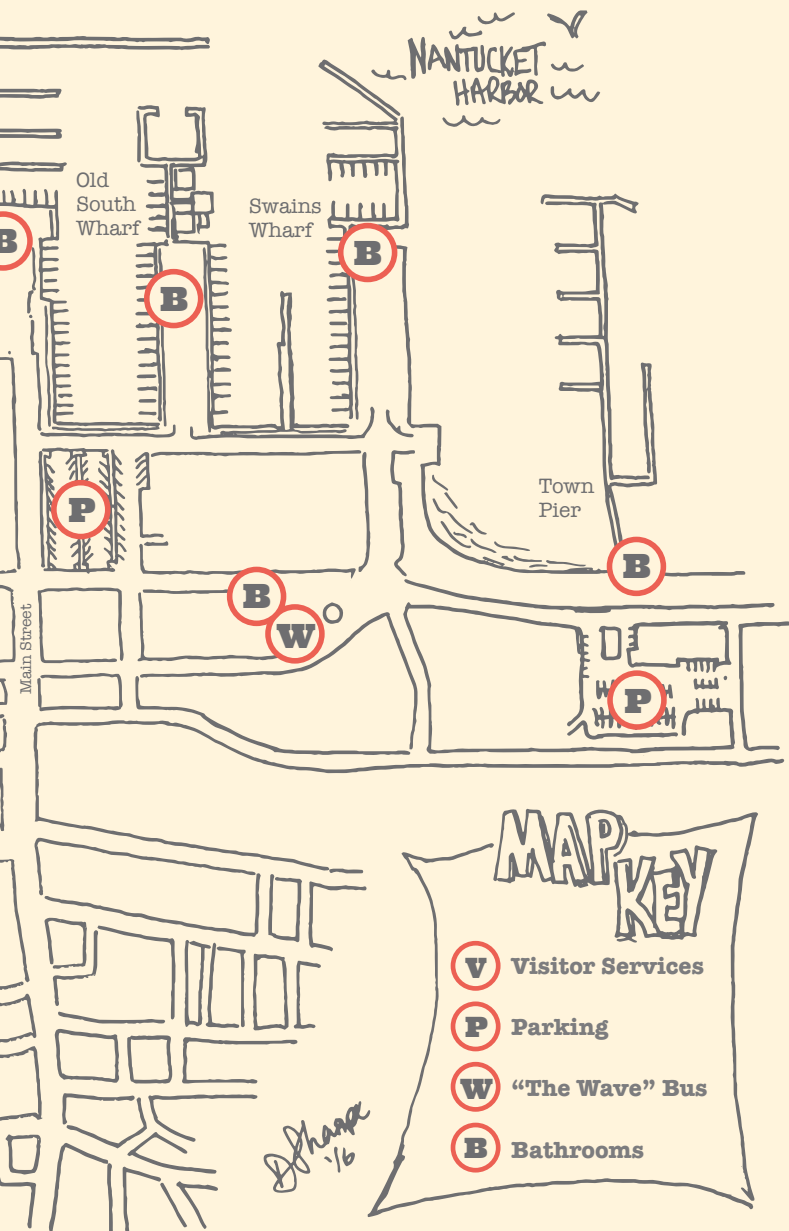 NANTUCKET
HARBOR
Old
South
Wharf
Swains
Wharf
B
B
B
Town
Pier
P
B
B
W
Main Street
P
MAP
KEY
V Visitor Services
P Parking
W “The Wave” Bus
B Bathrooms
D Sharpe
'16